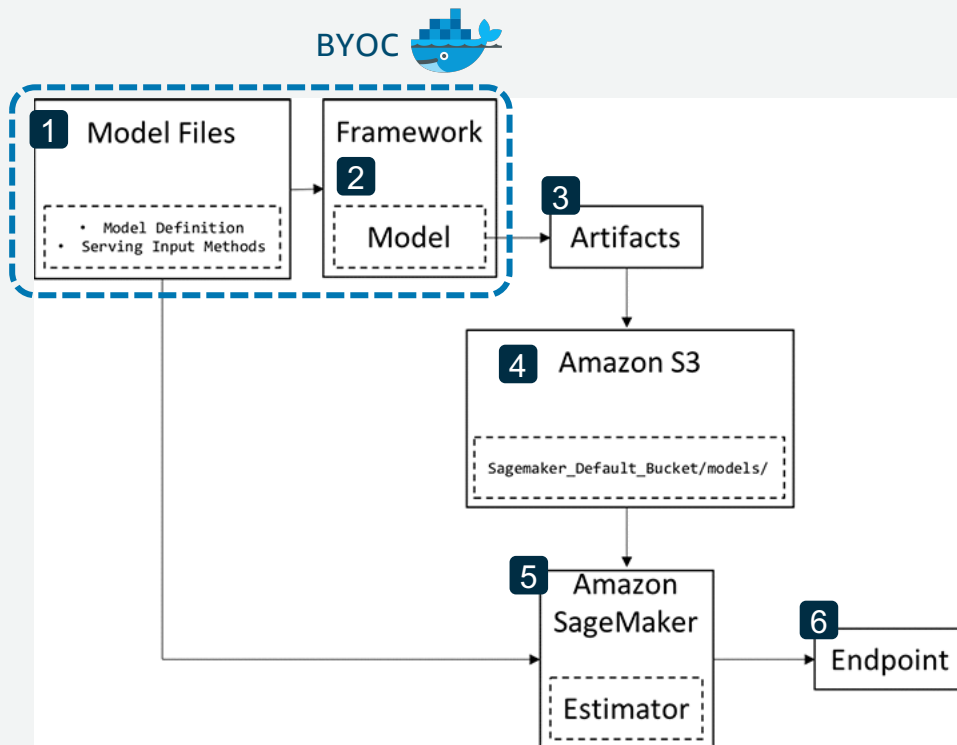 BYOC
1
Model Files
• Model Definition
• Serving Input Methods
Framework
2
Model
3
Artifacts
4
Amazon S3
Sagemaker_Default_Bucket/models/
5
Amazon
SageMaker
Estimator
6
Endpoint